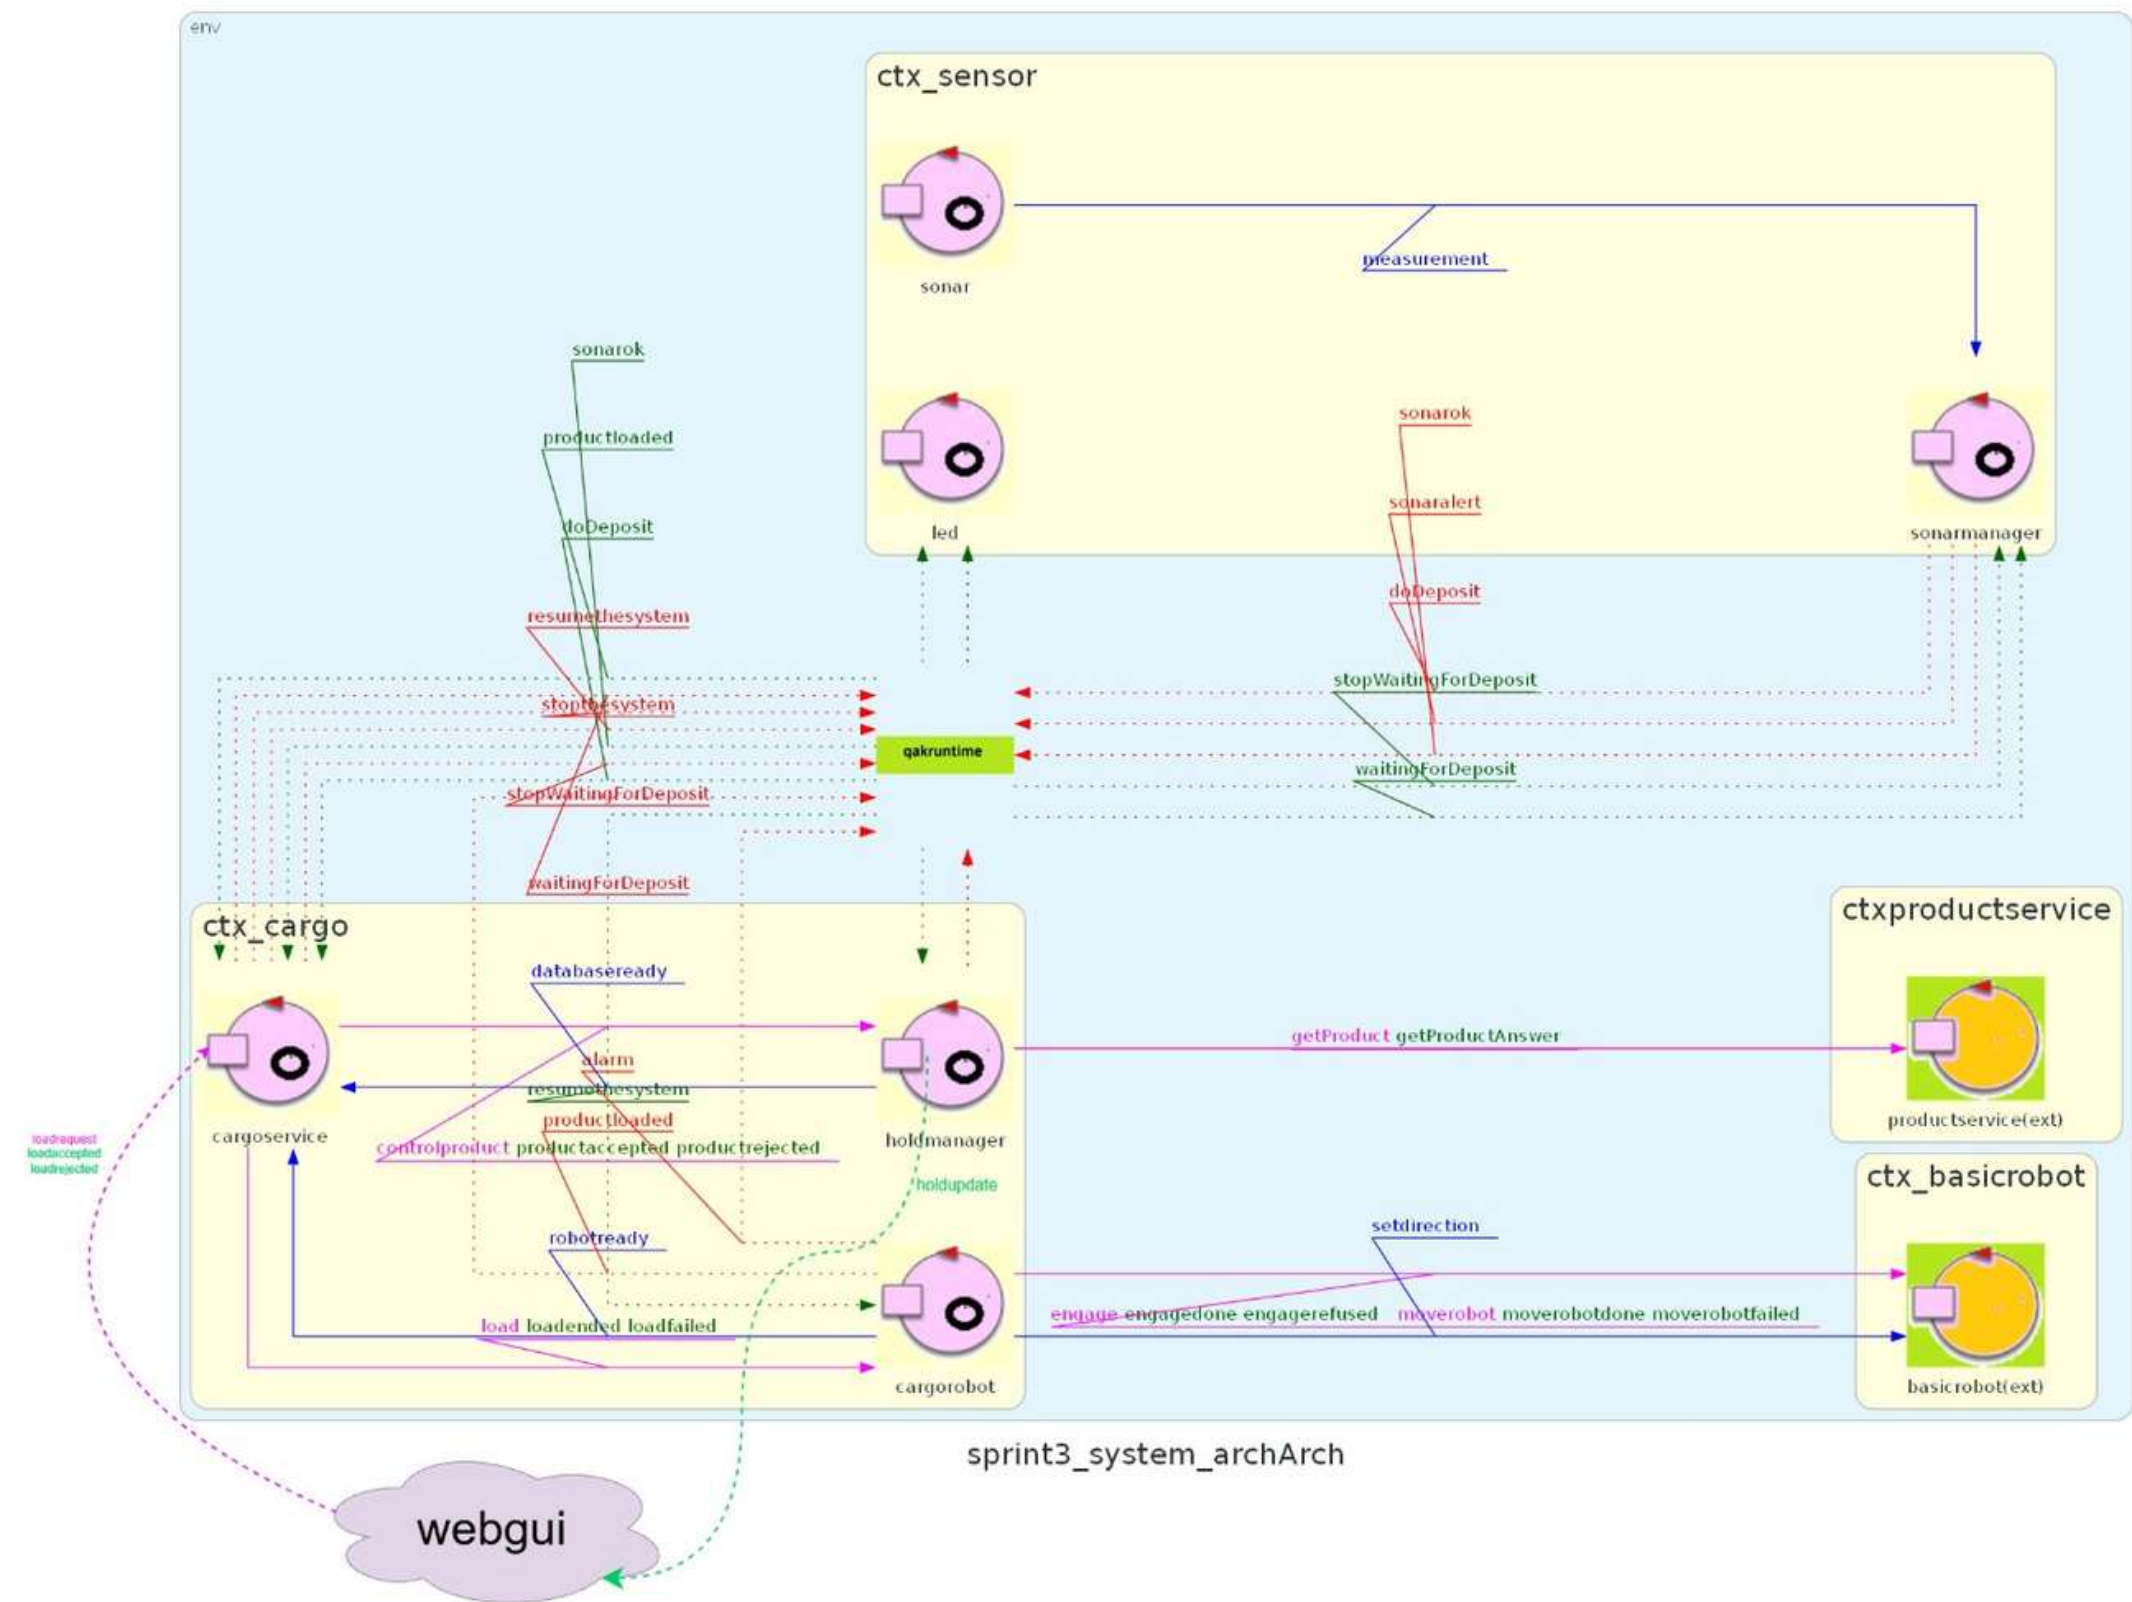 env
ctx_sensor
measurement
sonar
sonarok
sonarok
productloaded
sonaralert
doDeposit
led
sonarmanager
doDeposit
resumethesystem
stopWaitingForDeposit
stopthesystem
qakruntime
waitingForDeposit
stopWaitingForDeposit
waitingForDeposit
ctx_cargo
ctxproductservice
databaseready
getProduct getProductAnswer
alarm
resumethesystem
productloaded
productservice(ext)
cargoservice
holdmanager
loadrequest
loadaccepted
loadrejected
controlproduct productaccepted productrejected
holdupdate
ctx_basicrobot
robotready
setdirection
engage engagedone engagerefused moverobot moverobotdone moverobotfailed
load loadended loadfailed
cargorobot
basicrobot(ext)
sprint3_system_archArch
webgui